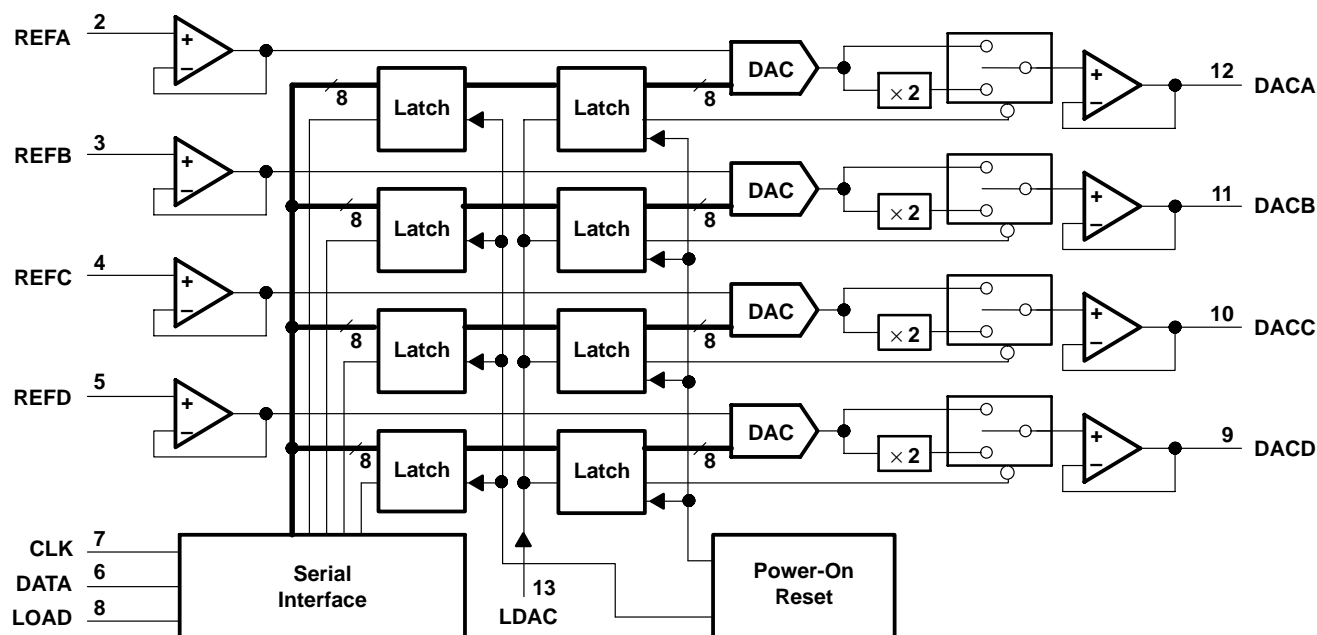 REFA 2 + − DAC × 2 + − 12 DACA
8 Latch Latch 8
REFB 3 + − DAC × 2 + − 11 DACB
8 Latch Latch 8
REFC 4 + − DAC × 2 + − 10 DACC
8 Latch Latch 8
REFD 5 + − DAC × 2 + − 9 DACD
8 Latch Latch 8
CLK 7
DATA 6
LOAD 8
Serial
Interface
13
LDAC
Power-On
Reset